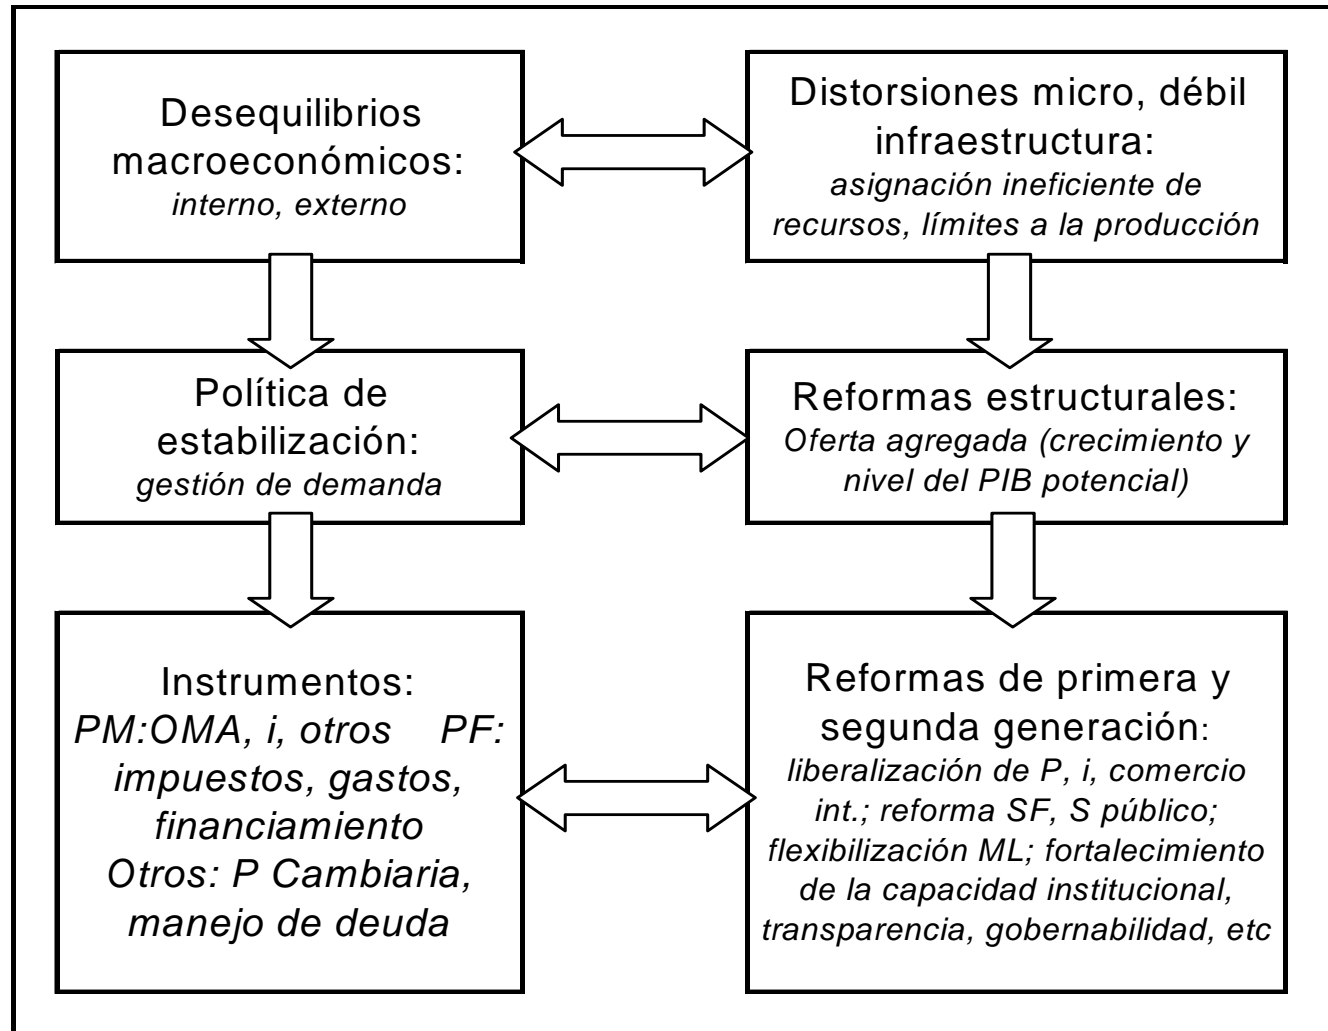 Desequilibrios
macroeconómicos:
interno, externo
Distorsiones micro, débil
infraestructura:
asignación ineficiente de
recursos, límites a la producción
Política de
estabilización:
gestión de demanda
Reformas estructurales:
Oferta agregada (crecimiento y
nivel del PIB potencial)
Instrumentos:
PM:OMA, i, otros PF:
impuestos, gastos,
financiamiento
Otros: P Cambiaria,
manejo de deuda
Reformas de primera y
segunda generación:
liberalización de P, i, comercio
int.; reforma SF, S público;
flexibilización ML; fortalecimiento
de la capacidad institucional,
transparencia, gobernabilidad, etc